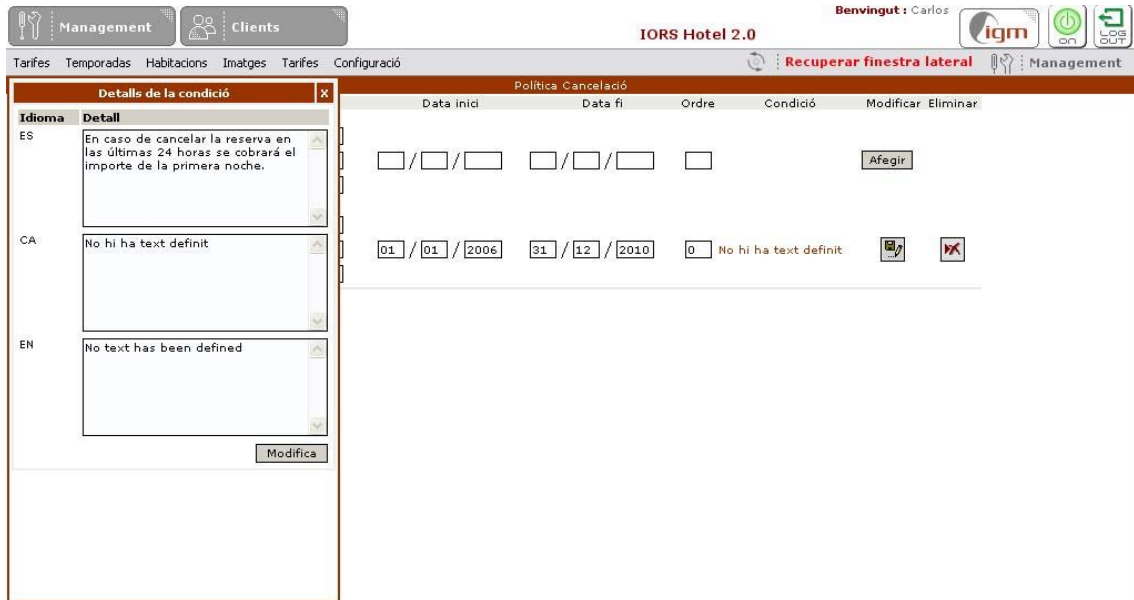 Management
Clients
IORS Hotel 2.0
Benvingut : Carlos
igm
on
LOG OUT
Tarifes Temporadas Habitacions Imatges Tarifes Configuració
Recuperar finestra lateral
Management
Política Cancelació
Detalls de la condició x
Data inici Data fi Ordre Condició Modificar Eliminar
Idioma Detall
ES
En caso de cancelar la reserva en
las últimas 24 horas se cobrará el
importe de la primera noche.
/ / / / Afegir
CA
No hi ha text definit
01 / 01 / 2006 31 / 12 / 2010 0 No hi ha text definit
EN
No text has been defined
Modifica